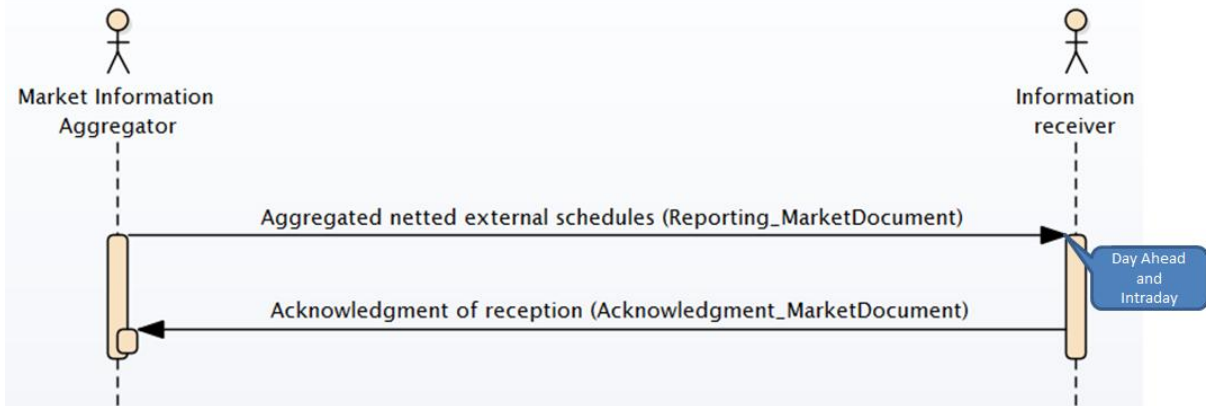 Market Information
Aggregator
Information
receiver
Aggregated netted external schedules (Reporting_MarketDocument)
Day Ahead
and
Intraday
Acknowledgment of reception (Acknowledgment_MarketDocument)